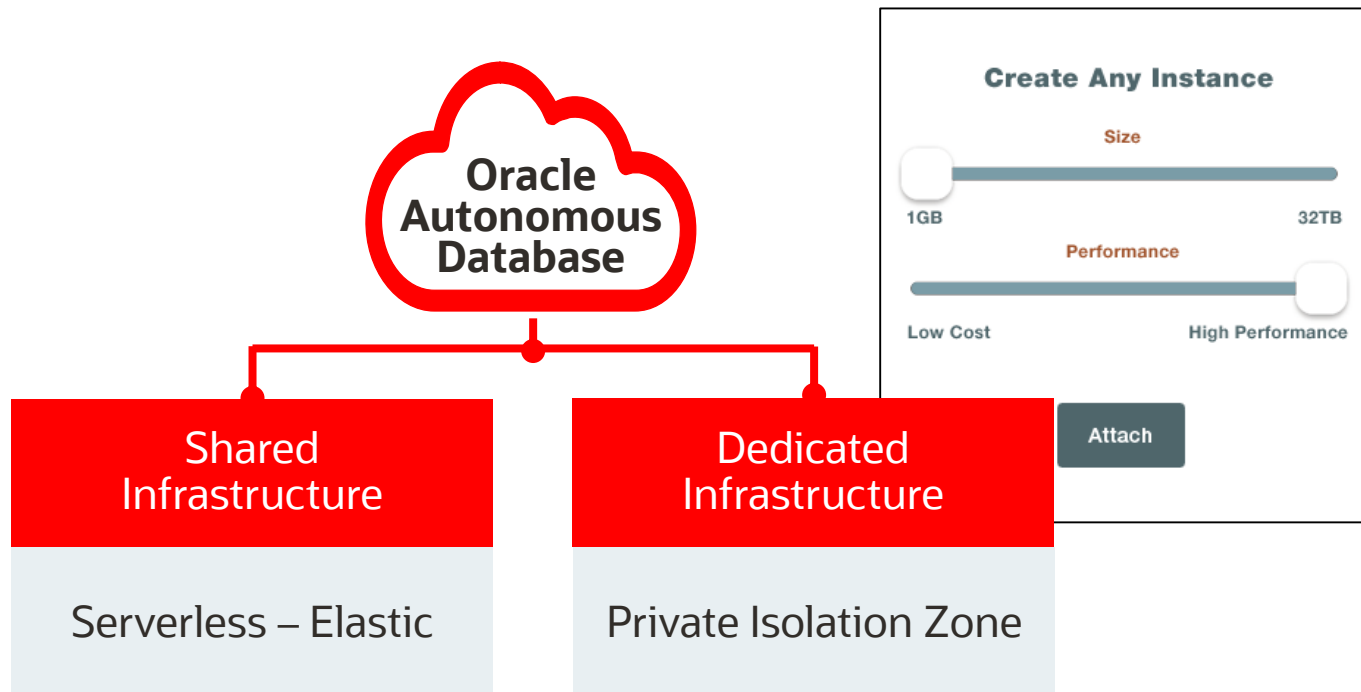 Oracle
Autonomous
Database
Shared
Infrastructure
Serverless – Elastic
Dedicated
Infrastructure
Private Isolation Zone
Create Any Instance
Size
1GB 32TB
Performance
Low Cost High Performance
Attach